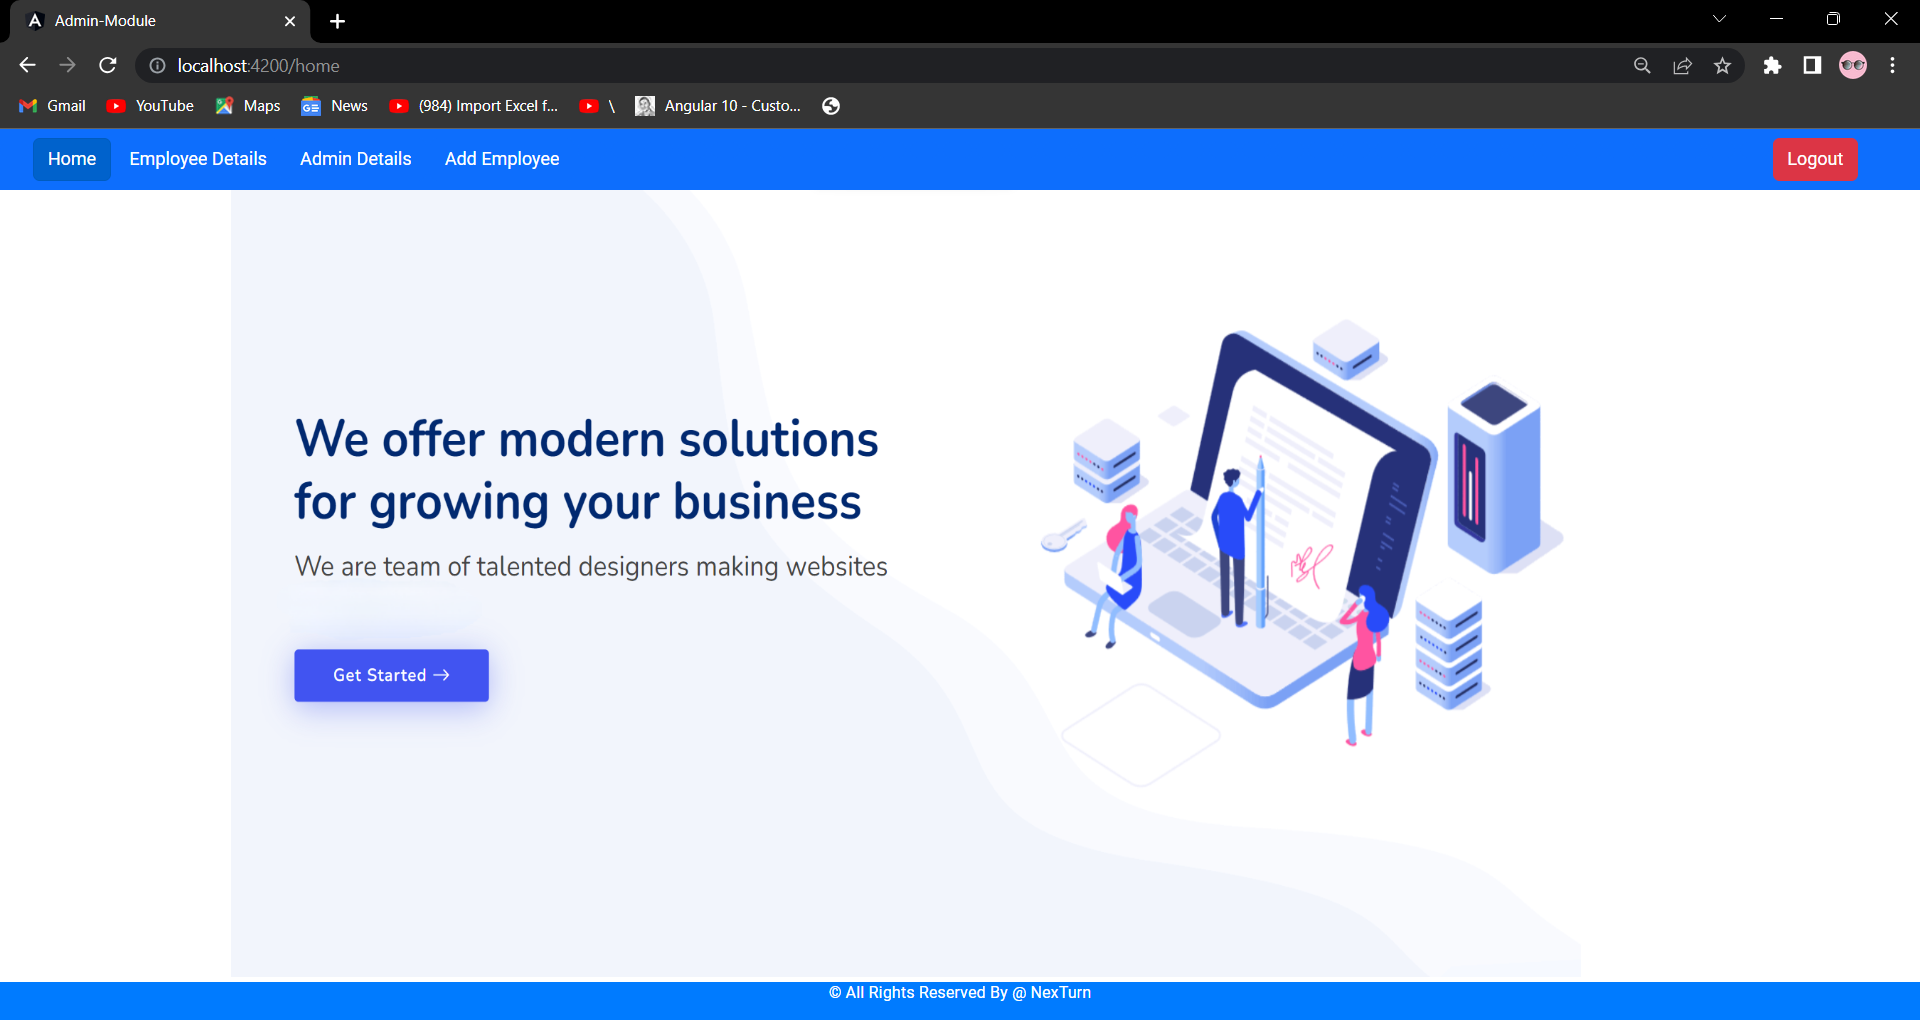 Admin-Module
localhost:4200/home
Gmail YouTube Maps News (984) Import Excel f... \ Angular 10 - Custo...
Home Employee Details Admin Details Add Employee Logout
We offer modern solutions
for growing your business
We are team of talented designers making websites
Get Started →
© All Rights Reserved By @ NexTurn